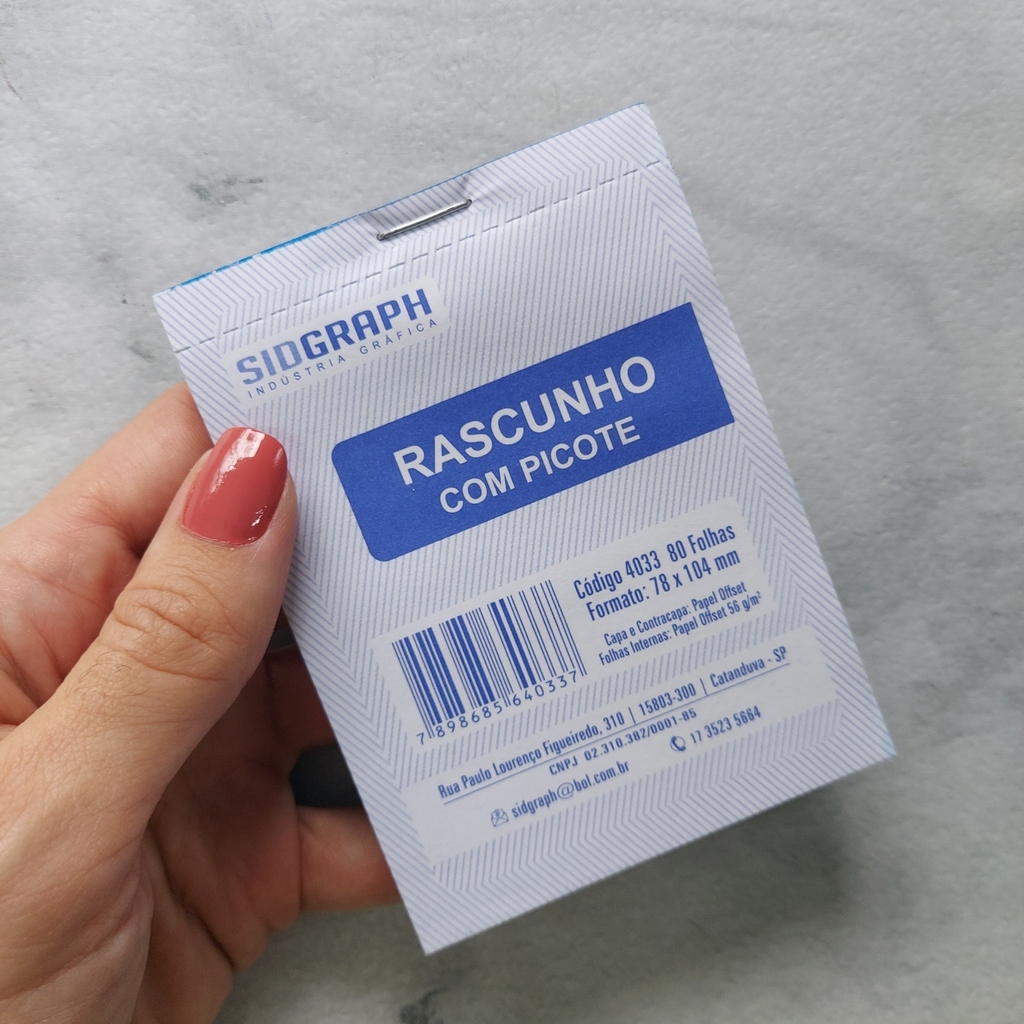 SIDGRAPH
INDÚSTRIA GRÁFICA
RASCUNHO
COM PICOTE
Código 4033 80 Folhas
Formato: 78 x 104 mm
Capa e Contracapa: Papel Offset
Folhas Internas: Papel Offset 56 g/m²
7 898685 640337
Rua Paulo Lourenço Figueiredo, 310 | 15803-300 | Catanduva - SP
CNPJ 02.310.382/0001-05
sidgraph@bol.com.br 17 3523 5664